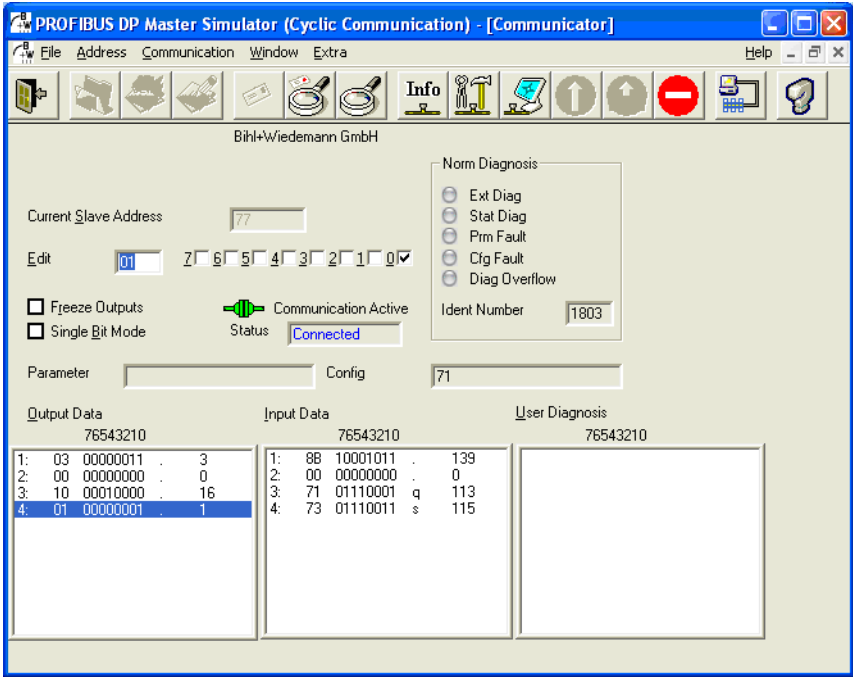 PROFIBUS DP Master Simulator (Cyclic Communication) - [Communicator]
File Address Communication Window Extra Help
Info
Bihl+Wiedemann GmbH
Norm Diagnosis
Ext Diag
Current Slave Address 77 Stat Diag
Prm Fault
Edit 01 7 6 5 4 3 2 1 0 Cfg Fault
Diag Overflow
Freeze Outputs Communication Active Ident Number 1803
Single Bit Mode Status Connected
Parameter Config 71
Output Data Input Data User Diagnosis
76543210 76543210 76543210
1: 03 00000011 . 3 1: 8B 10001011 . 139
2: 00 00000000 . 0 2: 00 00000000 . 0
3: 10 00010000 . 16 3: 71 01110001 q 113
4: 01 00000001 . 1 4: 73 01110011 s 115